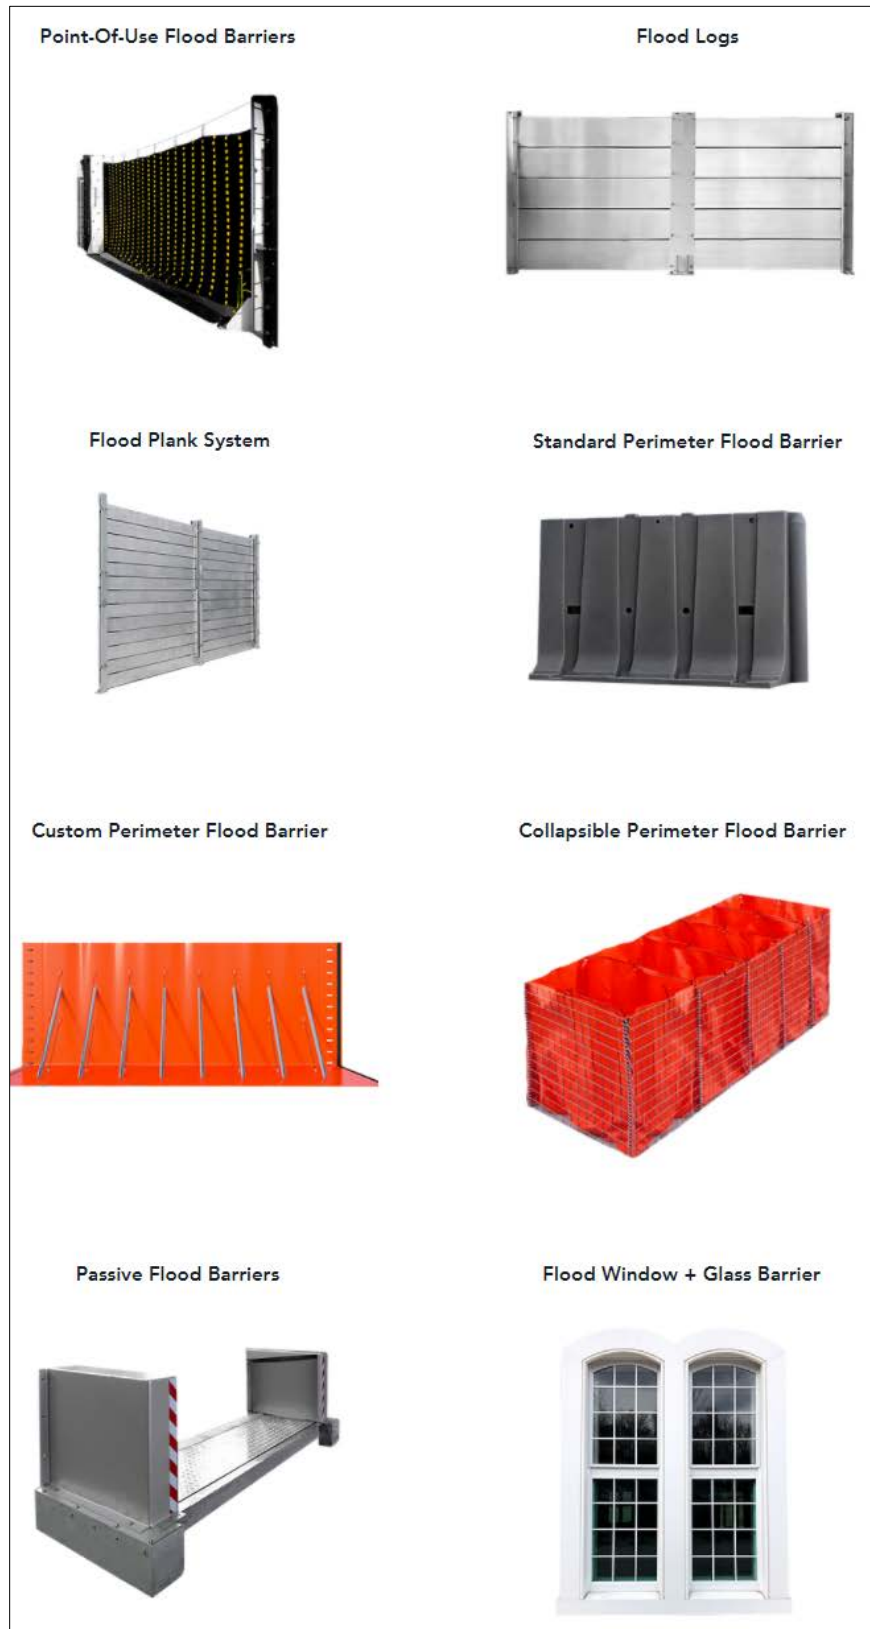 Point-Of-Use Flood Barriers
Flood Logs
Flood Plank System
Standard Perimeter Flood Barrier
Custom Perimeter Flood Barrier
Collapsible Perimeter Flood Barrier
Passive Flood Barriers
Flood Window + Glass Barrier